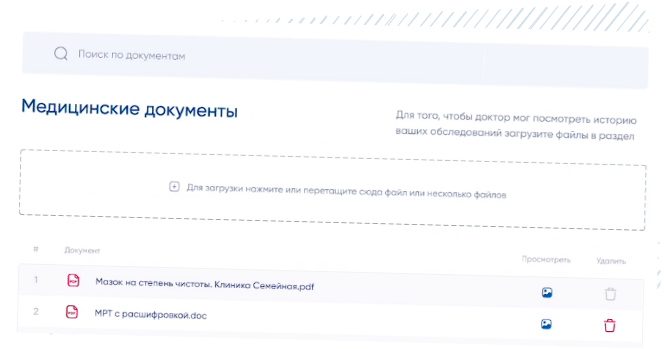 Поиск по документам
Медицинские документы
Для того, чтобы доктор мог посмотреть историю
ваших обследований загрузите файлы в раздел
Для загрузки нажмите или перетащите сюда файл или несколько файлов
# Документ Просмотреть Удалить
1 PDF Мазок на степень чистоты. Клиника Семейная.pdf
2 PDF МРТ с расшифровкой.doc